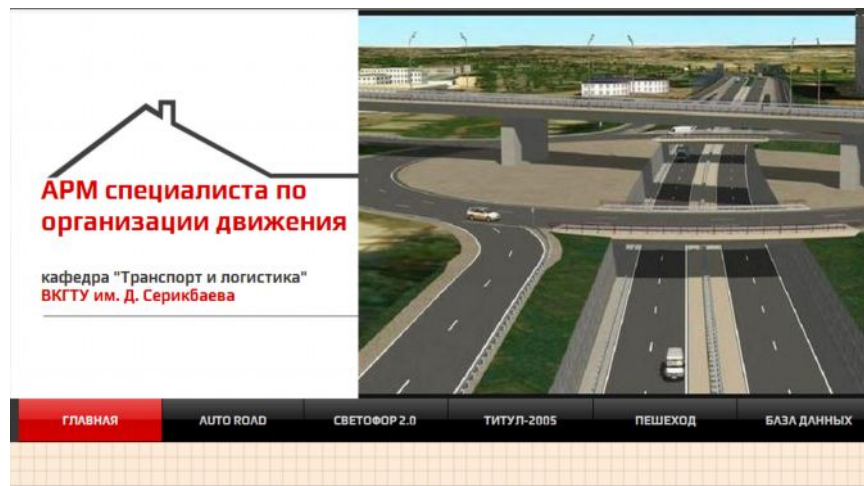 АРМ специалиста по
организации движения
кафедра "Транспорт и логистика"
ВКГТУ им. Д. Серикбаева
ГЛАВНАЯ AUTO ROAD СВЕТОФОР 2.0 ТИТУЛ-2005 ПЕШЕХОД БАЗА ДАННЫХ